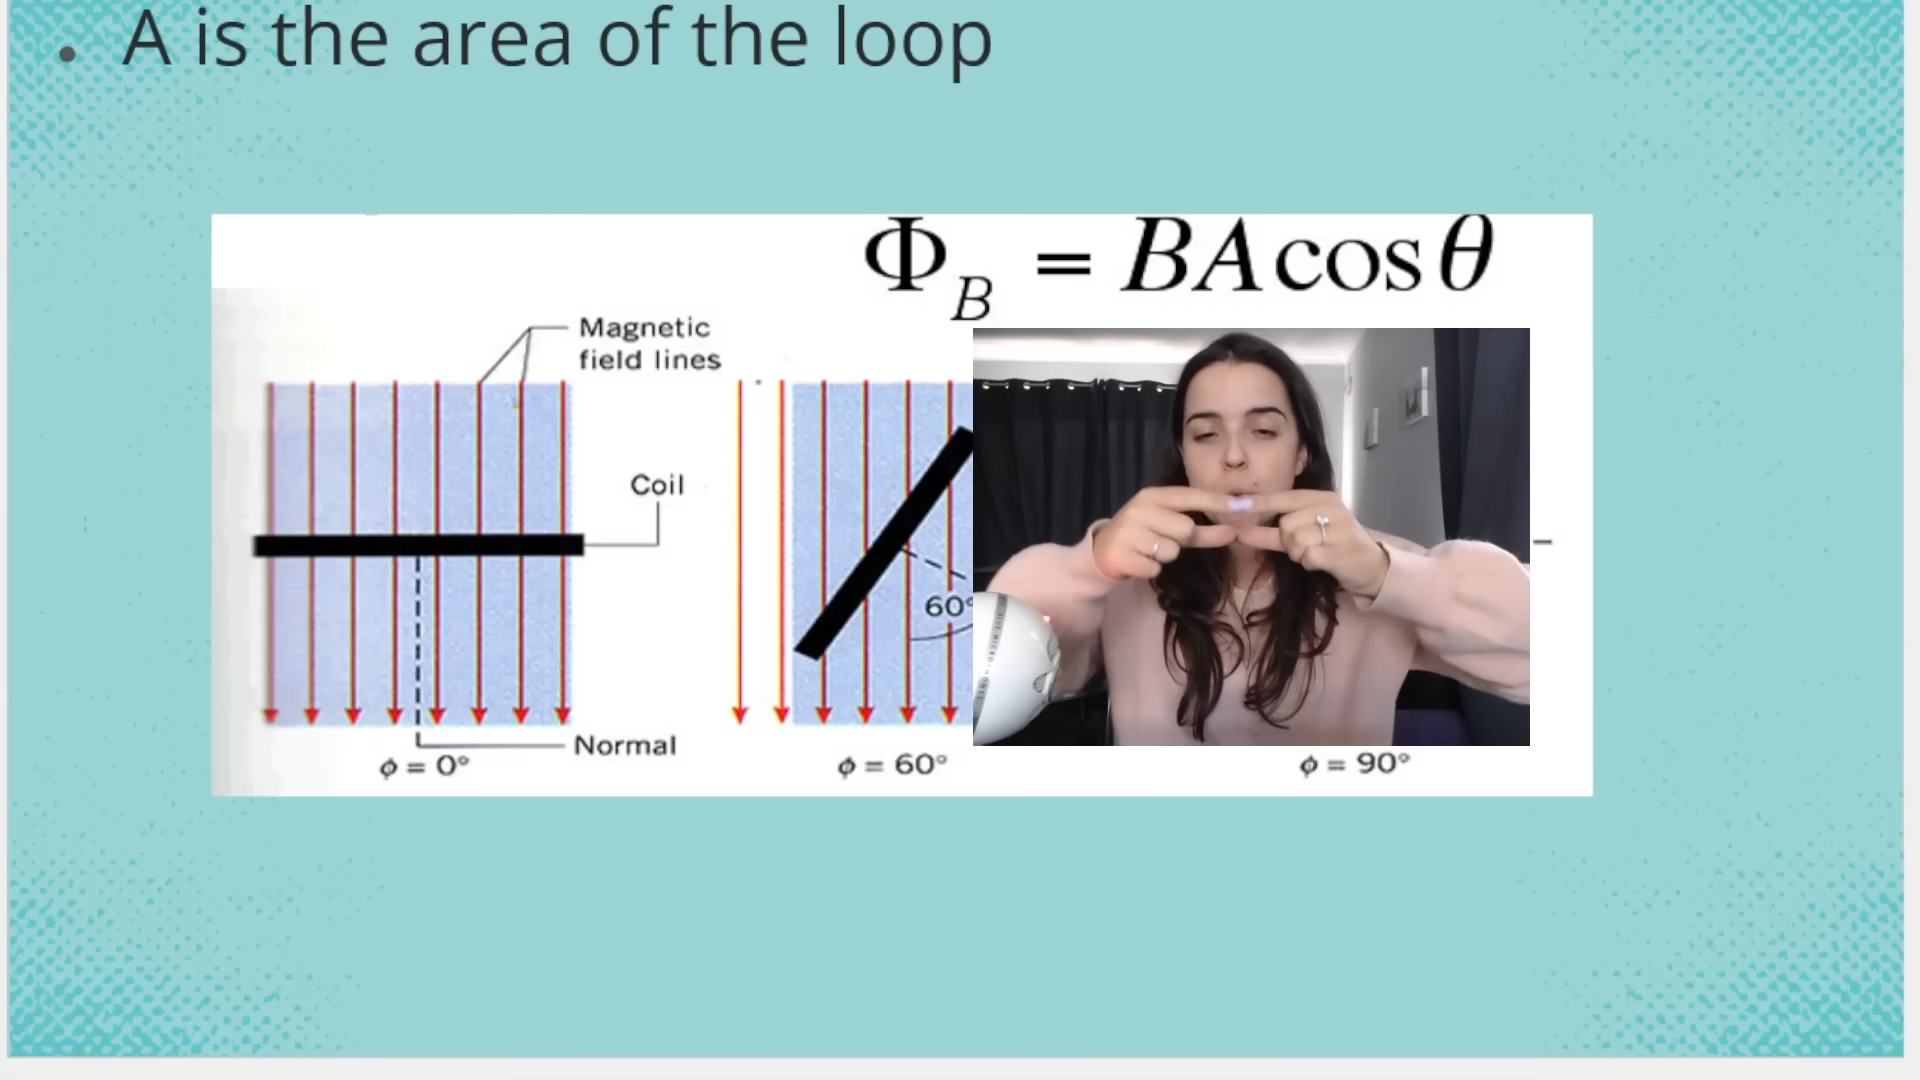 • A is the area of the loop
Φ_B = BA cos θ
Magnetic
field lines
Coil
60°
Normal
ϕ = 0°
ϕ = 60°
ϕ = 90°